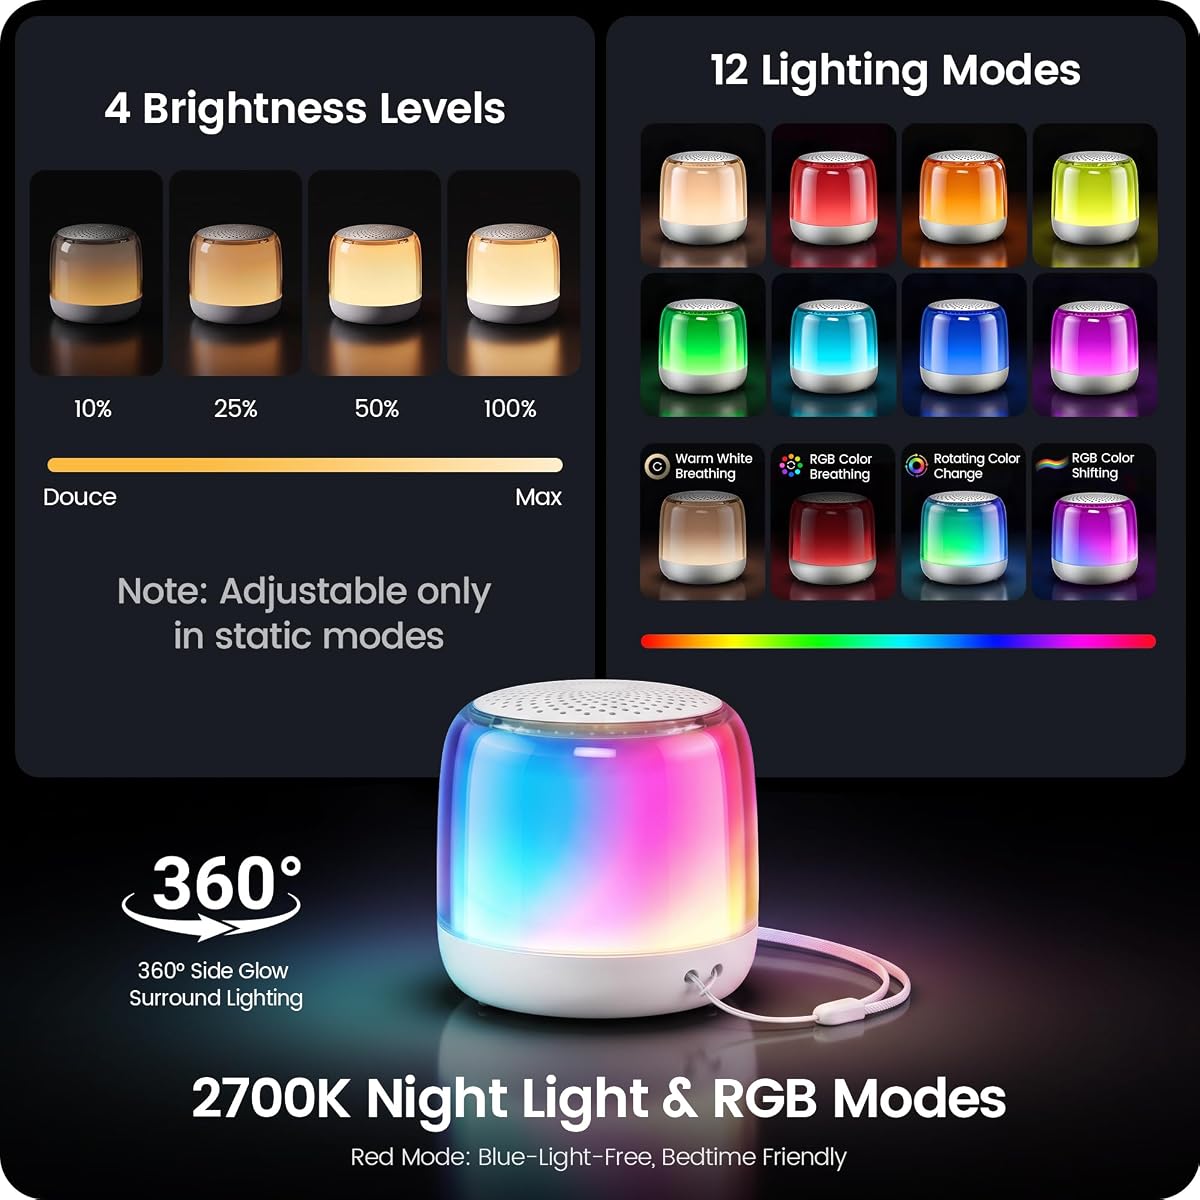 4 Brightness Levels
10% 25% 50% 100%
Douce Max
Note: Adjustable only
in static modes
12 Lighting Modes
Warm White
Breathing
RGB Color
Breathing
Rotating Color
Change
RGB Color
Shifting
360°
360° Side Glow
Surround Lighting
2700K Night Light & RGB Modes
Red Mode: Blue-Light-Free, Bedtime Friendly